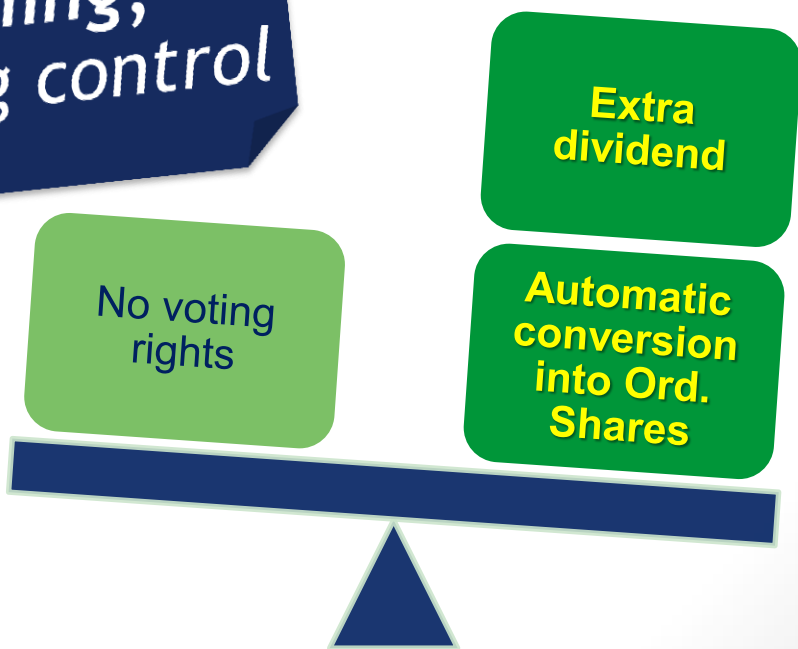 control
No voting
rights
Extra
dividend
Automatic
conversion
into Ord.
Shares